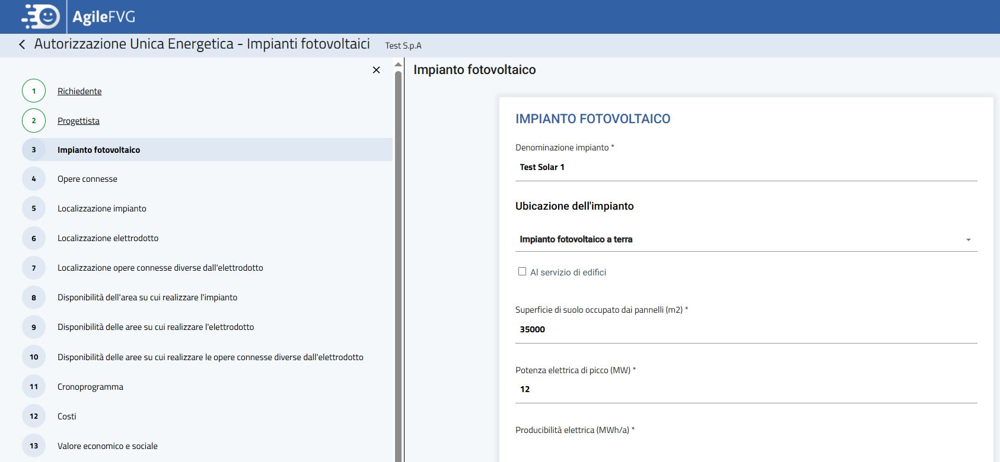 AgileFVG
Autorizzazione Unica Energetica - Impianti fotovoltaici Test S.p.A
1 Richiedente
2 Progettista
3 Impianto fotovoltaico
4 Opere connesse
5 Localizzazione impianto
6 Localizzazione elettrodotto
7 Localizzazione opere connesse diverse dall'elettrodotto
8 Disponibilità dell'area su cui realizzare l'impianto
9 Disponibilità delle aree su cui realizzare l'elettrodotto
10 Disponibilità delle aree su cui realizzare le opere connesse diverse dall'elettrodotto
11 Cronoprogramma
12 Costi
13 Valore economico e sociale
Impianto fotovoltaico
IMPIANTO FOTOVOLTAICO
Denominazione impianto *
Test Solar 1
Ubicazione dell'impianto
Impianto fotovoltaico a terra
Al servizio di edifici
Superficie di suolo occupato dai pannelli (m2) *
35000
Potenza elettrica di picco (MW) *
12
Producibilità elettrica (MWh/a) *